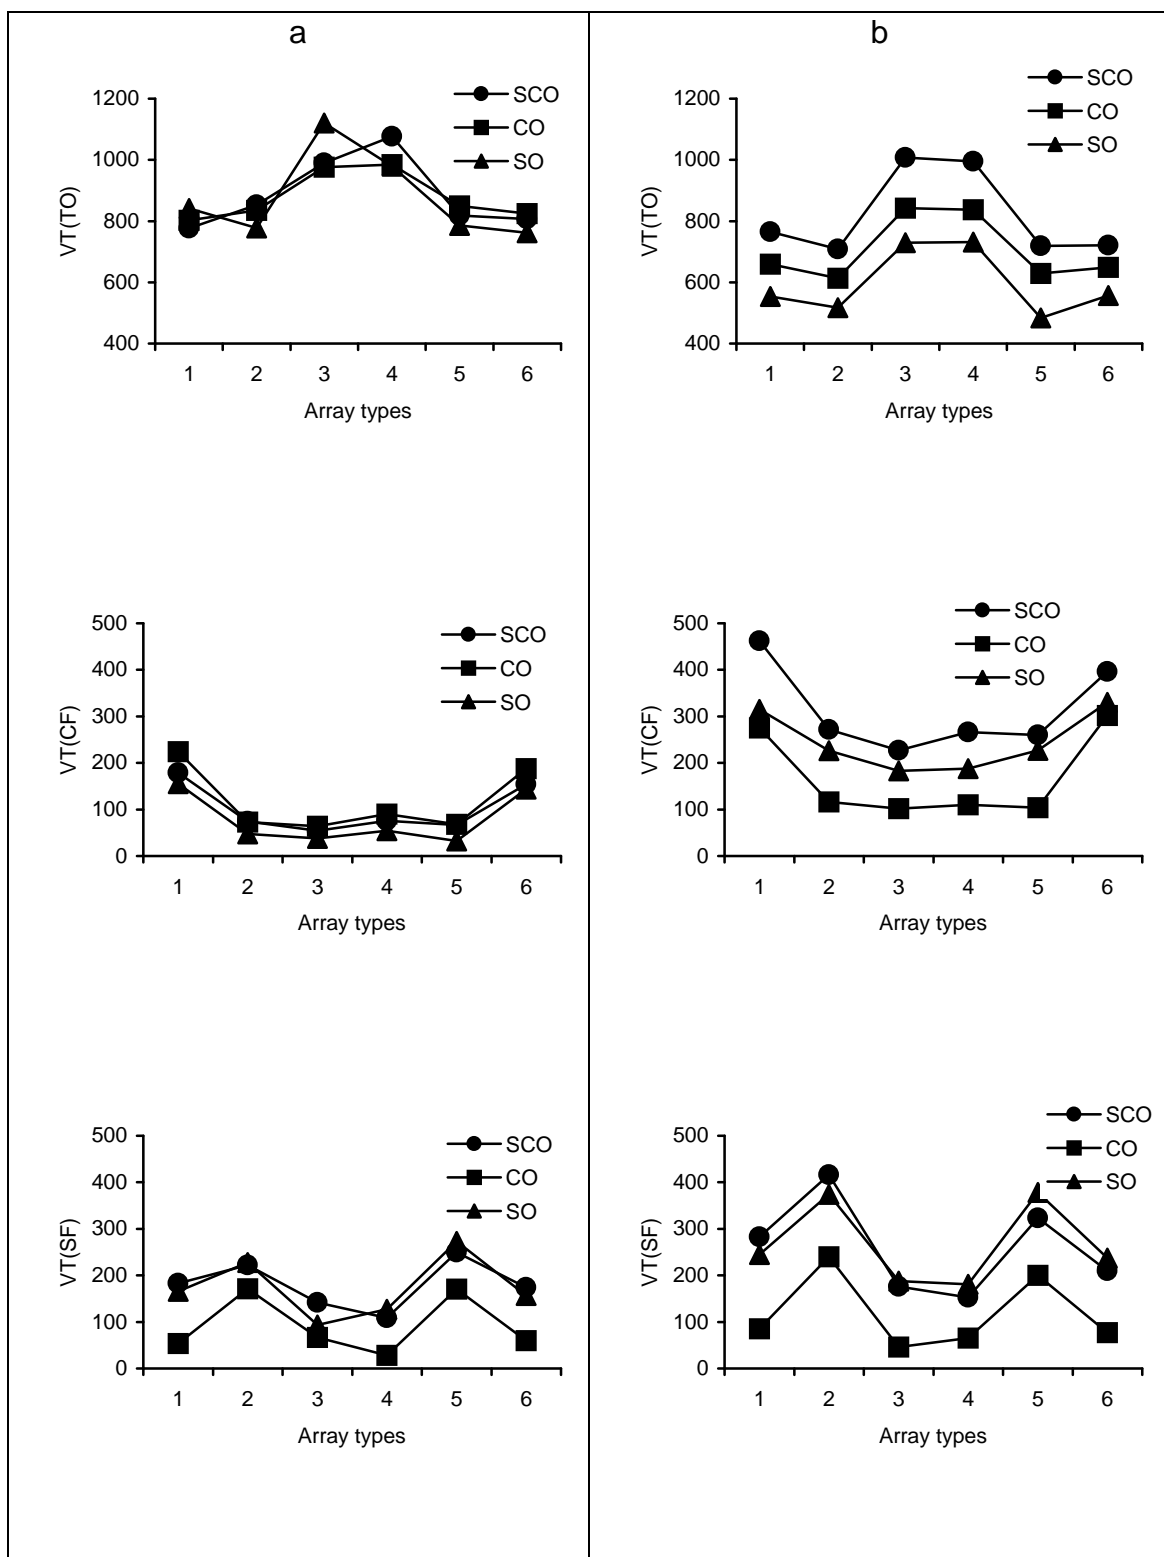 a
VT(TO)
1200
1000
800
600
400
1 2 3 4 5 6
Array types
SCO
CO
SO
VT(CF)
500
400
300
200
100
0
1 2 3 4 5 6
Array types
SCO
CO
SO
VT(SF)
500
400
300
200
100
0
1 2 3 4 5 6
Array types
SCO
CO
SO
b
VT(TO)
1200
1000
800
600
400
1 2 3 4 5 6
Array types
SCO
CO
SO
VT(CF)
500
400
300
200
100
0
1 2 3 4 5 6
Array types
SCO
CO
SO
VT(SF)
500
400
300
200
100
0
1 2 3 4 5 6
Array types
SCO
CO
SO